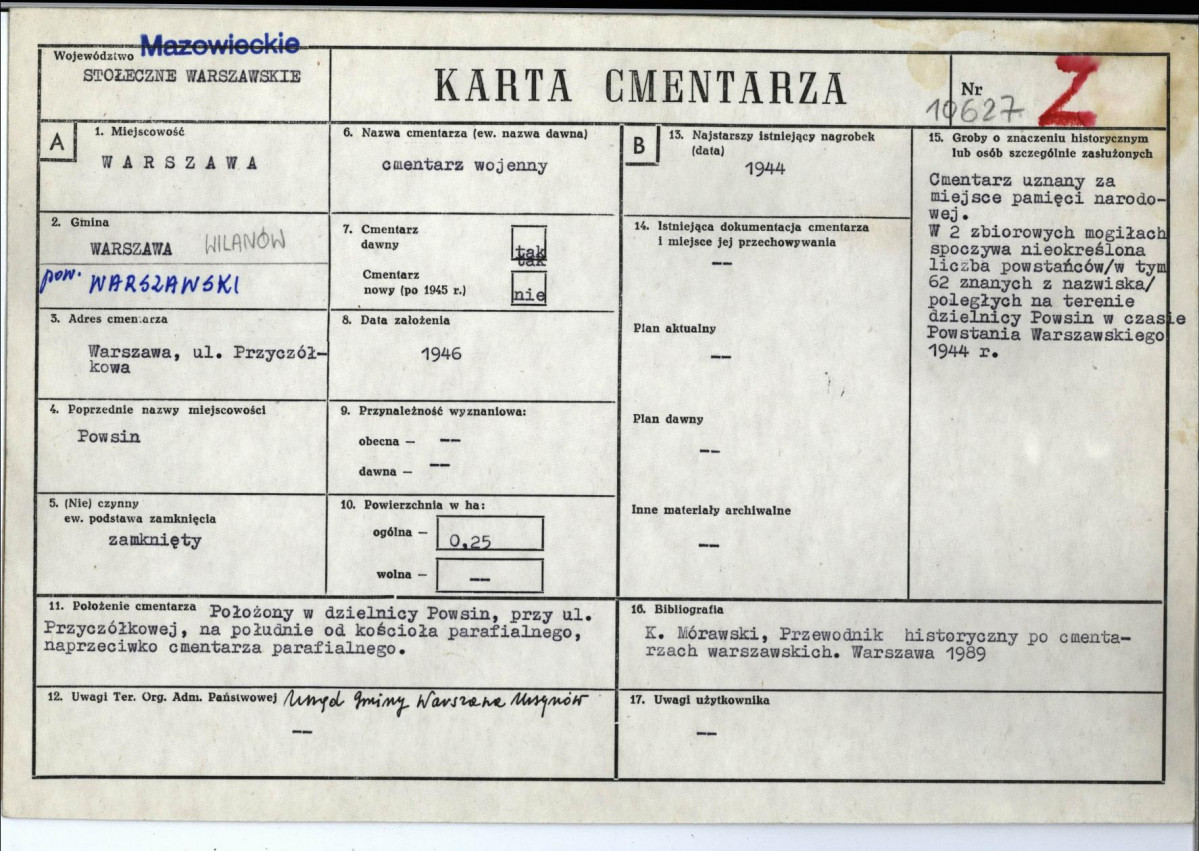 Województwo Mazowieckie
STOŁECZNE WARSZAWSKIE
KARTA CMENTARZA
Nr
10627
Z
A
1. Miejscowość
WARSZAWA
2. Gmina
WARSZAWA WILANÓW
pow. WARSZAWSKI
3. Adres cmentarza
Warszawa, ul. Przyczół-
kowa
4. Poprzednie nazwy miejscowości
Powsin
5. (Nie) czynny
ew. podstawa zamknięcia
zamknięty
6. Nazwa cmentarza (ew. nazwa dawna)
cmentarz wojenny
7. Cmentarz
dawny
tak
tak
Cmentarz
nowy (po 1945 r.)
nie
8. Data założenia
1946
9. Przynależność wyznaniowa:
obecna — --
dawna — --
10. Powierzchnia w ha:
ogólna — 0,25
wolna — --
11. Położenie cmentarza Położony w dzielnicy Powsin, przy ul.
Przyczółkowej, na południe od kościoła parafialnego,
naprzeciwko cmentarza parafialnego.
12. Uwagi Ter. Org. Adm. Państwowej Urząd Gminy Warszawa Ursynów
--
B
13. Najstarszy istniejący nagrobek
(data)
1944
14. Istniejąca dokumentacja cmentarza
i miejsce jej przechowywania
--
Plan aktualny
--
Plan dawny
--
Inne materiały archiwalne
--
15. Groby o znaczeniu historycznym
lub osób szczególnie zasłużonych
Cmentarz uznany za
miejsce pamięci narodo-
wej.
W 2 zbiorowych mogiłach
spoczywa nieokreślona
liczba powstańców/w tym
62 znanych z nazwiska/
poległych na terenie
dzielnicy Powsin w czasie
Powstania Warszawskiego
1944 r.
16. Bibliografia
K. Mórawski, Przewodnik historyczny po cmenta-
rzach warszawskich. Warszawa 1989
17. Uwagi użytkownika
--